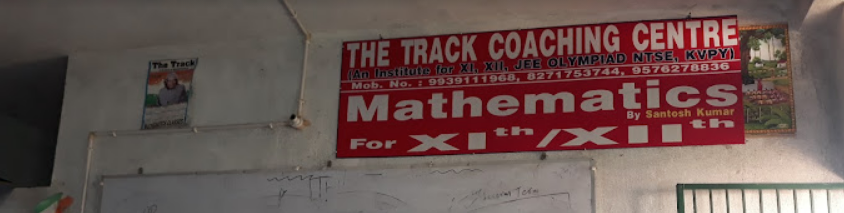 The Track
THE TRACK COACHING CENTRE
(An Institute for XI, XII, JEE OLYMPIAD NTSE, KVPY)
Mob. No. : 9939111968, 8271753744, 9576278836
Mathematics
By Santosh Kumar
For XIth/XIIth